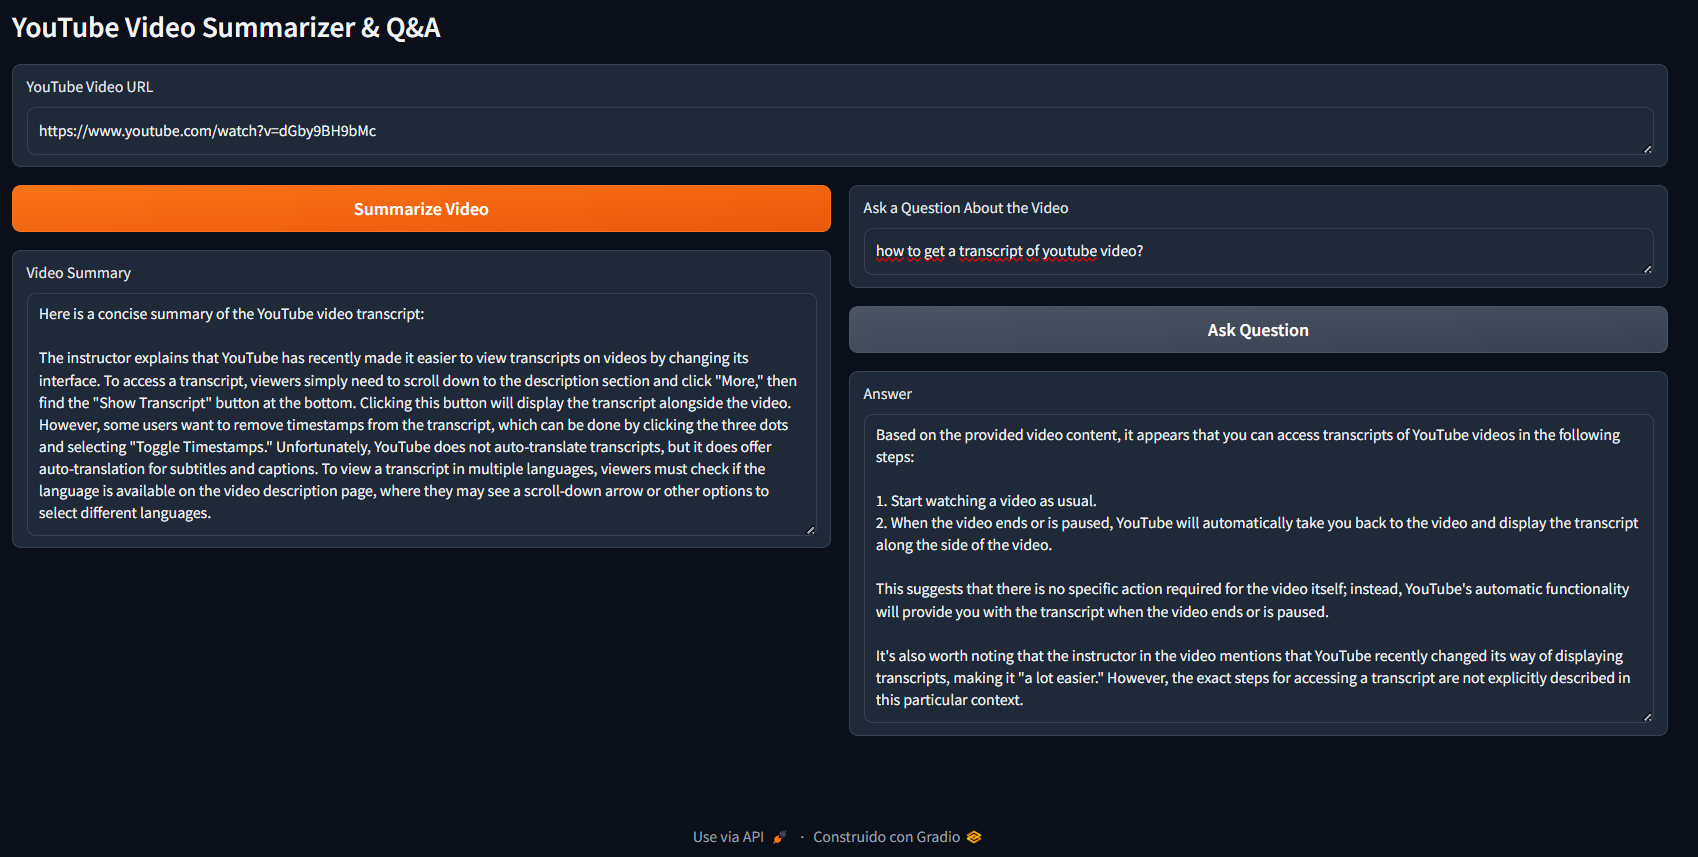 YouTube Video Summarizer & Q&A
YouTube Video URL
https://www.youtube.com/watch?v=dGby9BH9bMc
Summarize Video
Video Summary
Here is a concise summary of the YouTube video transcript:
The instructor explains that YouTube has recently made it easier to view transcripts on videos by changing its
interface. To access a transcript, viewers simply need to scroll down to the description section and click "More," then
find the "Show Transcript" button at the bottom. Clicking this button will display the transcript alongside the video.
However, some users want to remove timestamps from the transcript, which can be done by clicking the three dots
and selecting "Toggle Timestamps." Unfortunately, YouTube does not auto-translate transcripts, but it does offer
auto-translation for subtitles and captions. To view a transcript in multiple languages, viewers must check if the
language is available on the video description page, where they may see a scroll-down arrow or other options to
select different languages.
Ask a Question About the Video
how to get a transcript of youtube video?
Ask Question
Answer
Based on the provided video content, it appears that you can access transcripts of YouTube videos in the following
steps:
1. Start watching a video as usual.
2. When the video ends or is paused, YouTube will automatically take you back to the video and display the transcript
along the side of the video.
This suggests that there is no specific action required for the video itself; instead, YouTube's automatic functionality
will provide you with the transcript when the video ends or is paused.
It's also worth noting that the instructor in the video mentions that YouTube recently changed its way of displaying
transcripts, making it "a lot easier." However, the exact steps for accessing a transcript are not explicitly described in
this particular context.
Use via API · Construido con Gradio